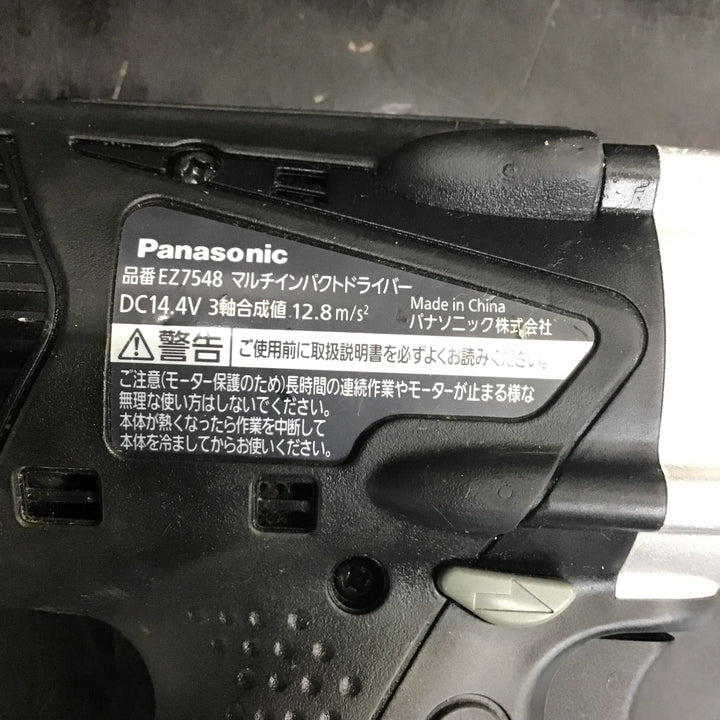 Panasonic
品番 EZ7548 マルチインパクトドライバー
DC14.4V 3軸合成値 12.8m/s²
Made in China
パナソニック株式会社
警告 ご使用前に取扱説明書を必ずよくお読みください。
ご注意(モーター保護のため)長時間の連続作業やモーターが止まる様な
無理な使い方はしないでください。
本体が熱くなったら作業を中断して
本体を冷ましてからお使いください。